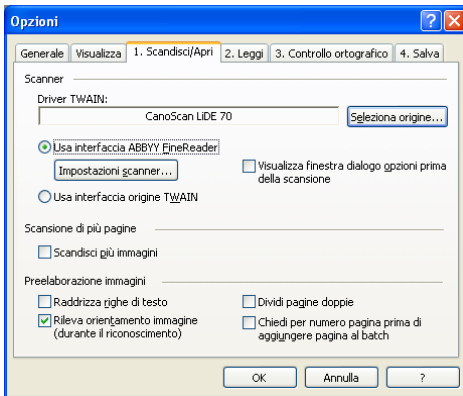 Opzioni
?
Generale Visualizza 1. Scandisci/Apri 2. Leggi 3. Controllo ortografico 4. Salva
Scanner
Driver TWAIN:
CanoScan LiDE 70 Seleziona origine...
Usa interfaccia ABBYY FineReader
Impostazioni scanner...
Visualizza finestra dialogo opzioni prima
della scansione
Usa interfaccia origine TWAIN
Scansione di più pagine
Scandisci più immagini
Preelaborazione immagini
Raddrizza righe di testo
Dividi pagine doppie
Rileva orientamento immagine
(durante il riconoscimento)
Chiedi per numero pagina prima di
aggiungere pagina al batch
OK Annulla ?